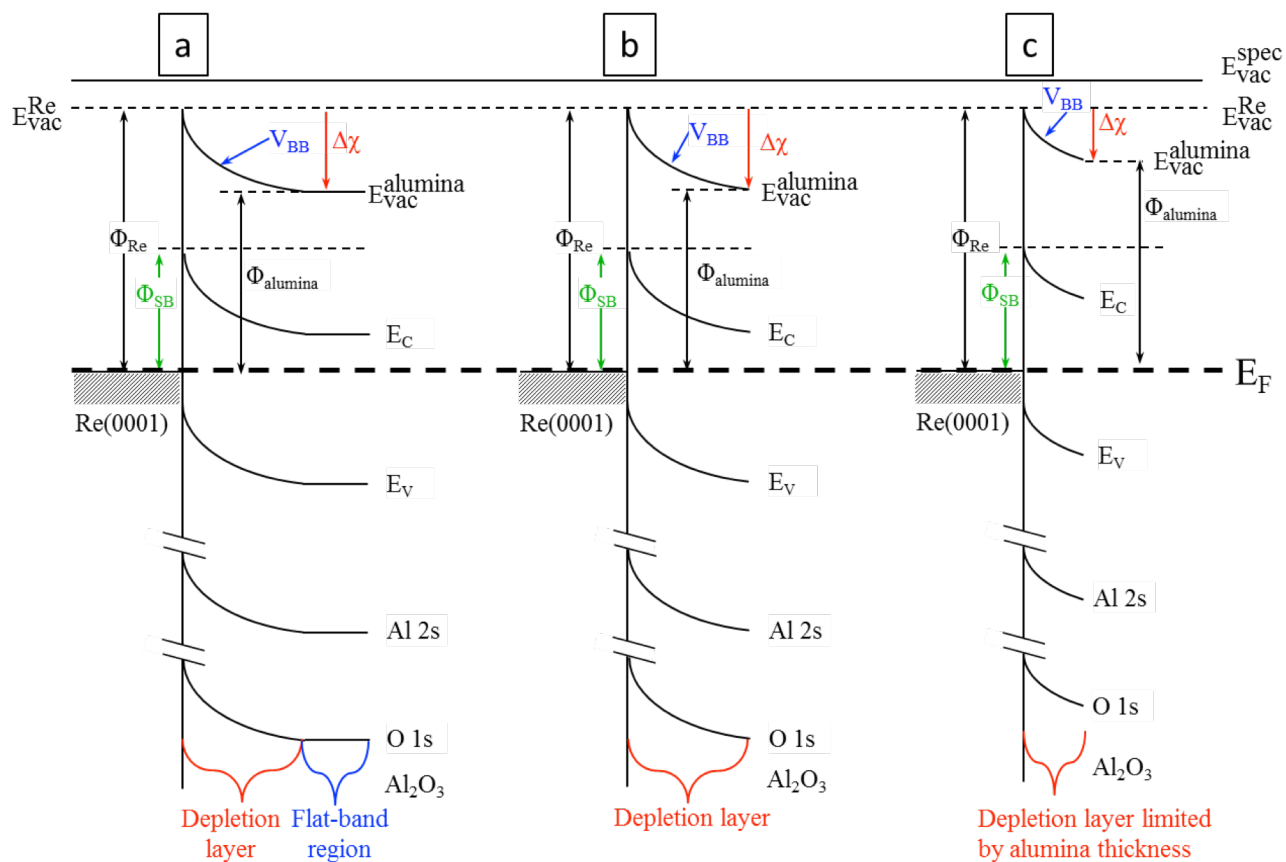 a
b
c
E_vac^spec
E_vac^Re
E_vac^Re
V_BB
Δχ
E_vac^alumina
Φ_Re
Φ_SB
Φ_alumina
E_C
Re(0001)
E_V
Al 2s
O 1s
Al₂O₃
Depletion
layer
Flat-band
region
V_BB
Δχ
E_vac^alumina
Φ_Re
Φ_SB
Φ_alumina
E_C
Re(0001)
E_V
Al 2s
O 1s
Al₂O₃
Depletion layer
V_BB
Δχ
E_vac^alumina
Φ_alumina
Φ_Re
Φ_SB
E_C
E_F
Re(0001)
E_V
Al 2s
O 1s
Al₂O₃
Depletion layer limited
by alumina thickness